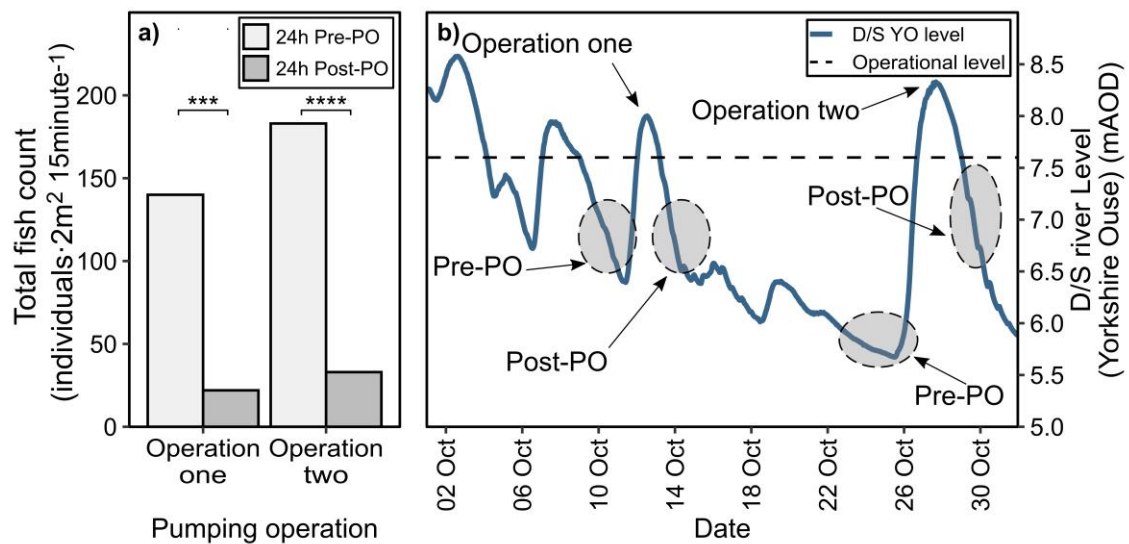 a)
24h Pre-PO
24h Post-PO
***
****
Total fish count
(individuals·2m² 15minute⁻¹)
200
150
100
50
0
Operation
one
Operation
two
Pumping operation
b)
D/S YO level
Operational level
Operation one
Operation two
Pre-PO
Post-PO
Post-PO
Pre-PO
8.5
8.0
7.5
7.0
6.5
6.0
5.5
5.0
D/S river Level
(Yorkshire Ouse) (mAOD)
02 Oct
06 Oct
10 Oct
14 Oct
18 Oct
22 Oct
26 Oct
30 Oct
Date